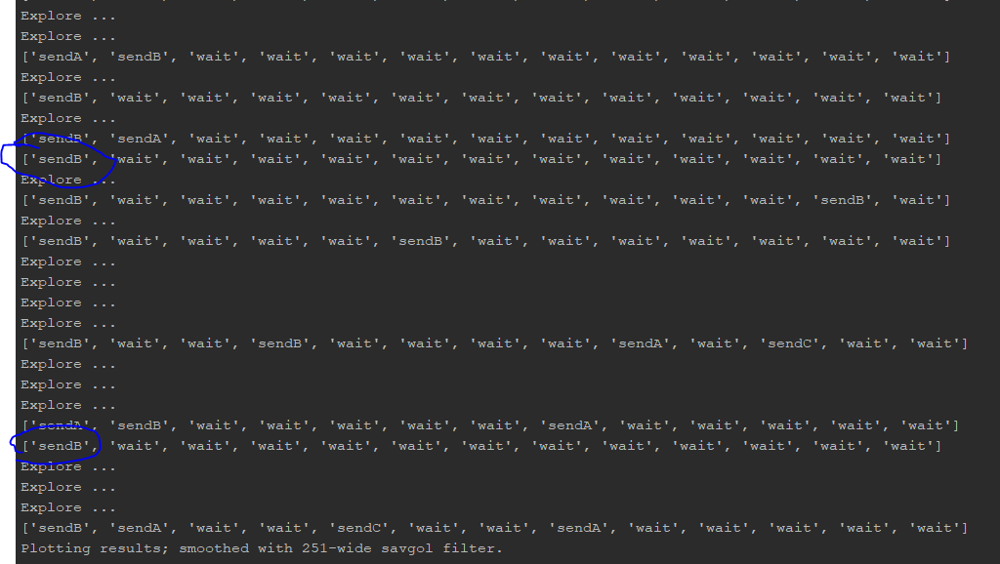 Explore ...
Explore ...
['sendA', 'sendB', 'wait', 'wait', 'wait', 'wait', 'wait', 'wait', 'wait', 'wait', 'wait', 'wait', 'wait']
Explore ...
['sendB', 'wait', 'wait', 'wait', 'wait', 'wait', 'wait', 'wait', 'wait', 'wait', 'wait', 'wait', 'wait']
Explore ...
['sendB', 'sendA', 'wait', 'wait', 'wait', 'wait', 'wait', 'wait', 'wait', 'wait', 'wait', 'wait', 'wait']
['sendB', 'wait', 'wait', 'wait', 'wait', 'wait', 'wait', 'wait', 'wait', 'wait', 'wait', 'wait', 'wait']
Explore ...
['sendB', 'wait', 'wait', 'wait', 'wait', 'wait', 'wait', 'wait', 'wait', 'wait', 'wait', 'sendB', 'wait']
Explore ...
['sendB', 'wait', 'wait', 'wait', 'wait', 'sendB', 'wait', 'wait', 'wait', 'wait', 'wait', 'wait', 'wait']
Explore ...
Explore ...
Explore ...
Explore ...
['sendB', 'wait', 'wait', 'sendB', 'wait', 'wait', 'wait', 'wait', 'sendA', 'wait', 'sendC', 'wait', 'wait']
Explore ...
Explore ...
Explore ...
['sendA', 'sendB', 'wait', 'wait', 'wait', 'wait', 'wait', 'sendA', 'wait', 'wait', 'wait', 'wait', 'wait']
['sendB', 'wait', 'wait', 'wait', 'wait', 'wait', 'wait', 'wait', 'wait', 'wait', 'wait', 'wait', 'wait']
Explore ...
Explore ...
Explore ...
['sendB', 'sendA', 'wait', 'wait', 'sendC', 'wait', 'wait', 'sendA', 'wait', 'wait', 'wait', 'wait', 'wait']
Plotting results; smoothed with 251-wide savgol filter.